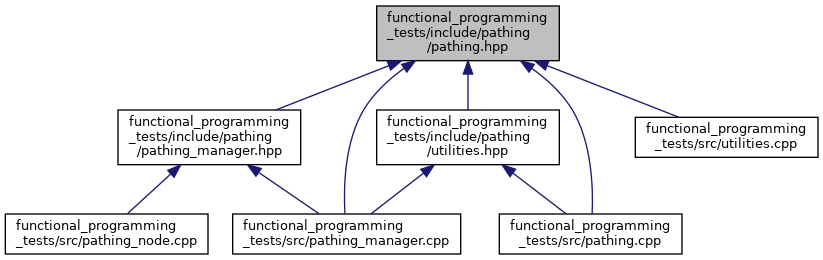 functional_programming
_tests/include/pathing
/pathing.hpp
functional_programming
_tests/include/pathing
/pathing_manager.hpp
functional_programming
_tests/include/pathing
/utilities.hpp
functional_programming
_tests/src/utilities.cpp
functional_programming
_tests/src/pathing_node.cpp
functional_programming
_tests/src/pathing_manager.cpp
functional_programming
_tests/src/pathing.cpp